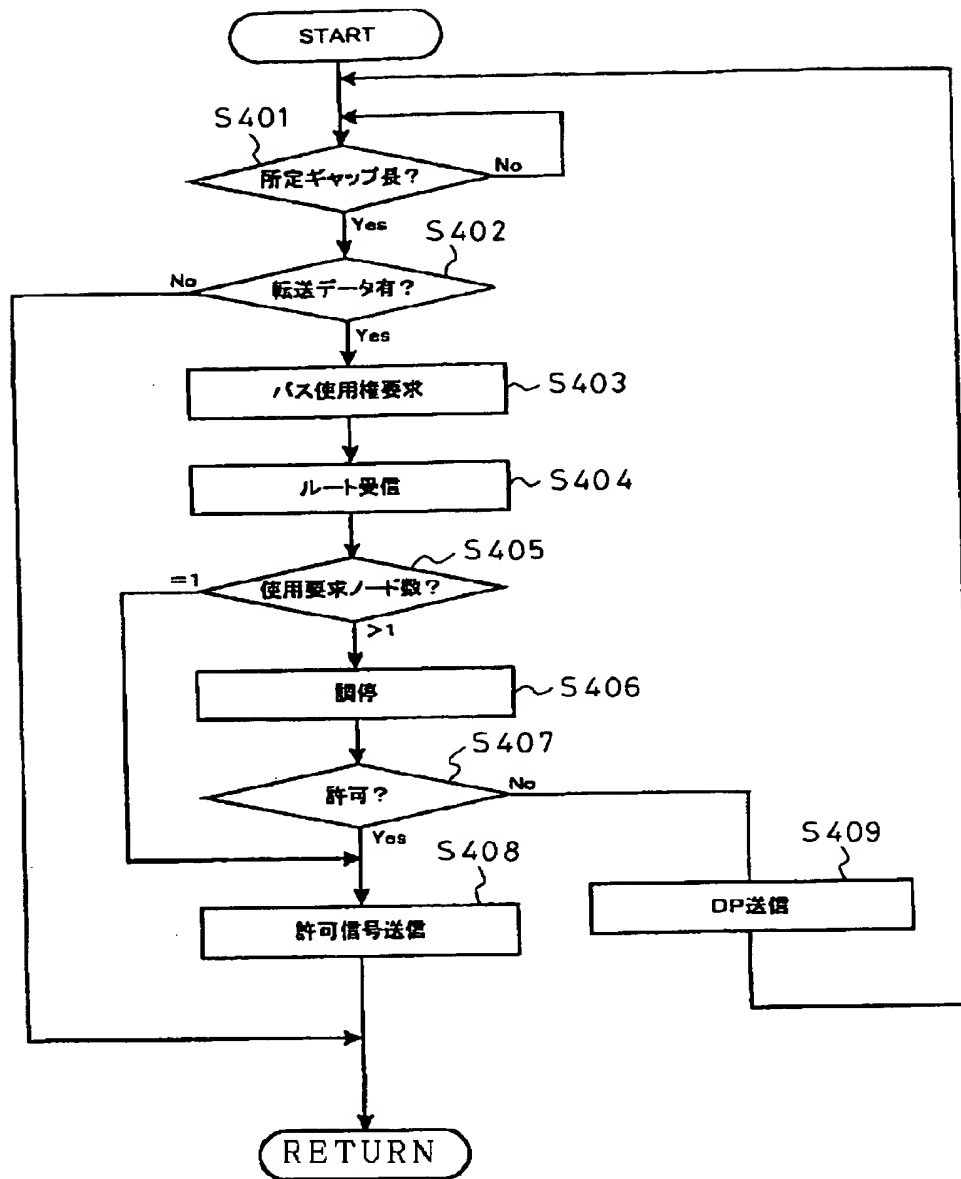 START
S401
所定ギャップ長?
No
Yes
S402
転送データ有?
No
Yes
バス使用権要求
S403
ルート受信
S404
S405
使用要求ノード数?
=1
>1
調停
S406
S407
許可?
No
Yes
S408
許可信号送信
S409
DP送信
RETURN